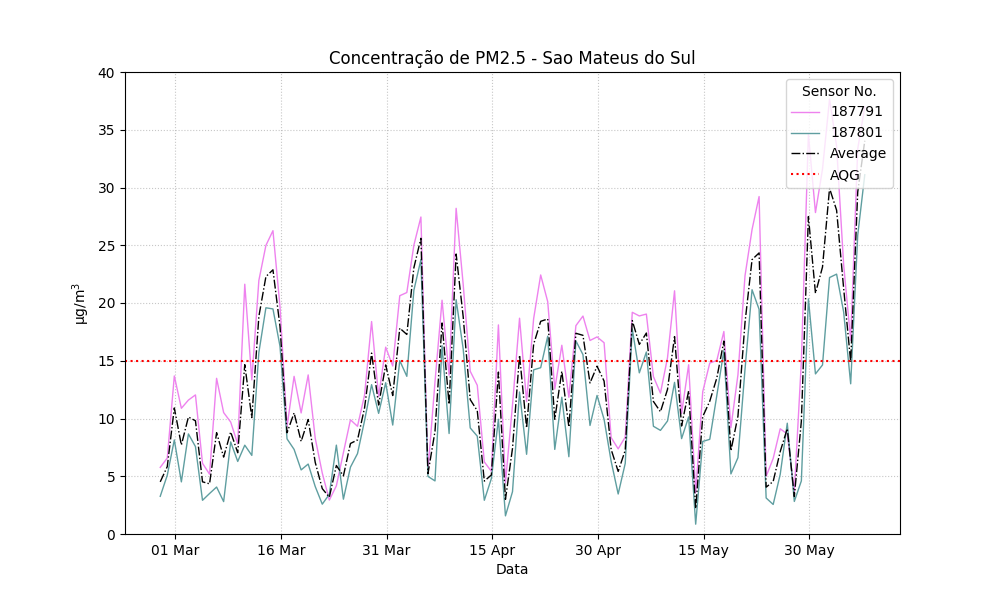 Concentração de PM2.5 - Sao Mateus do Sul
Sensor No.
187791
187801
Average
AQG
40
35
30
25
20
15
10
5
0
µg/m³
01 Mar
16 Mar
31 Mar
15 Apr
30 Apr
15 May
30 May
Data